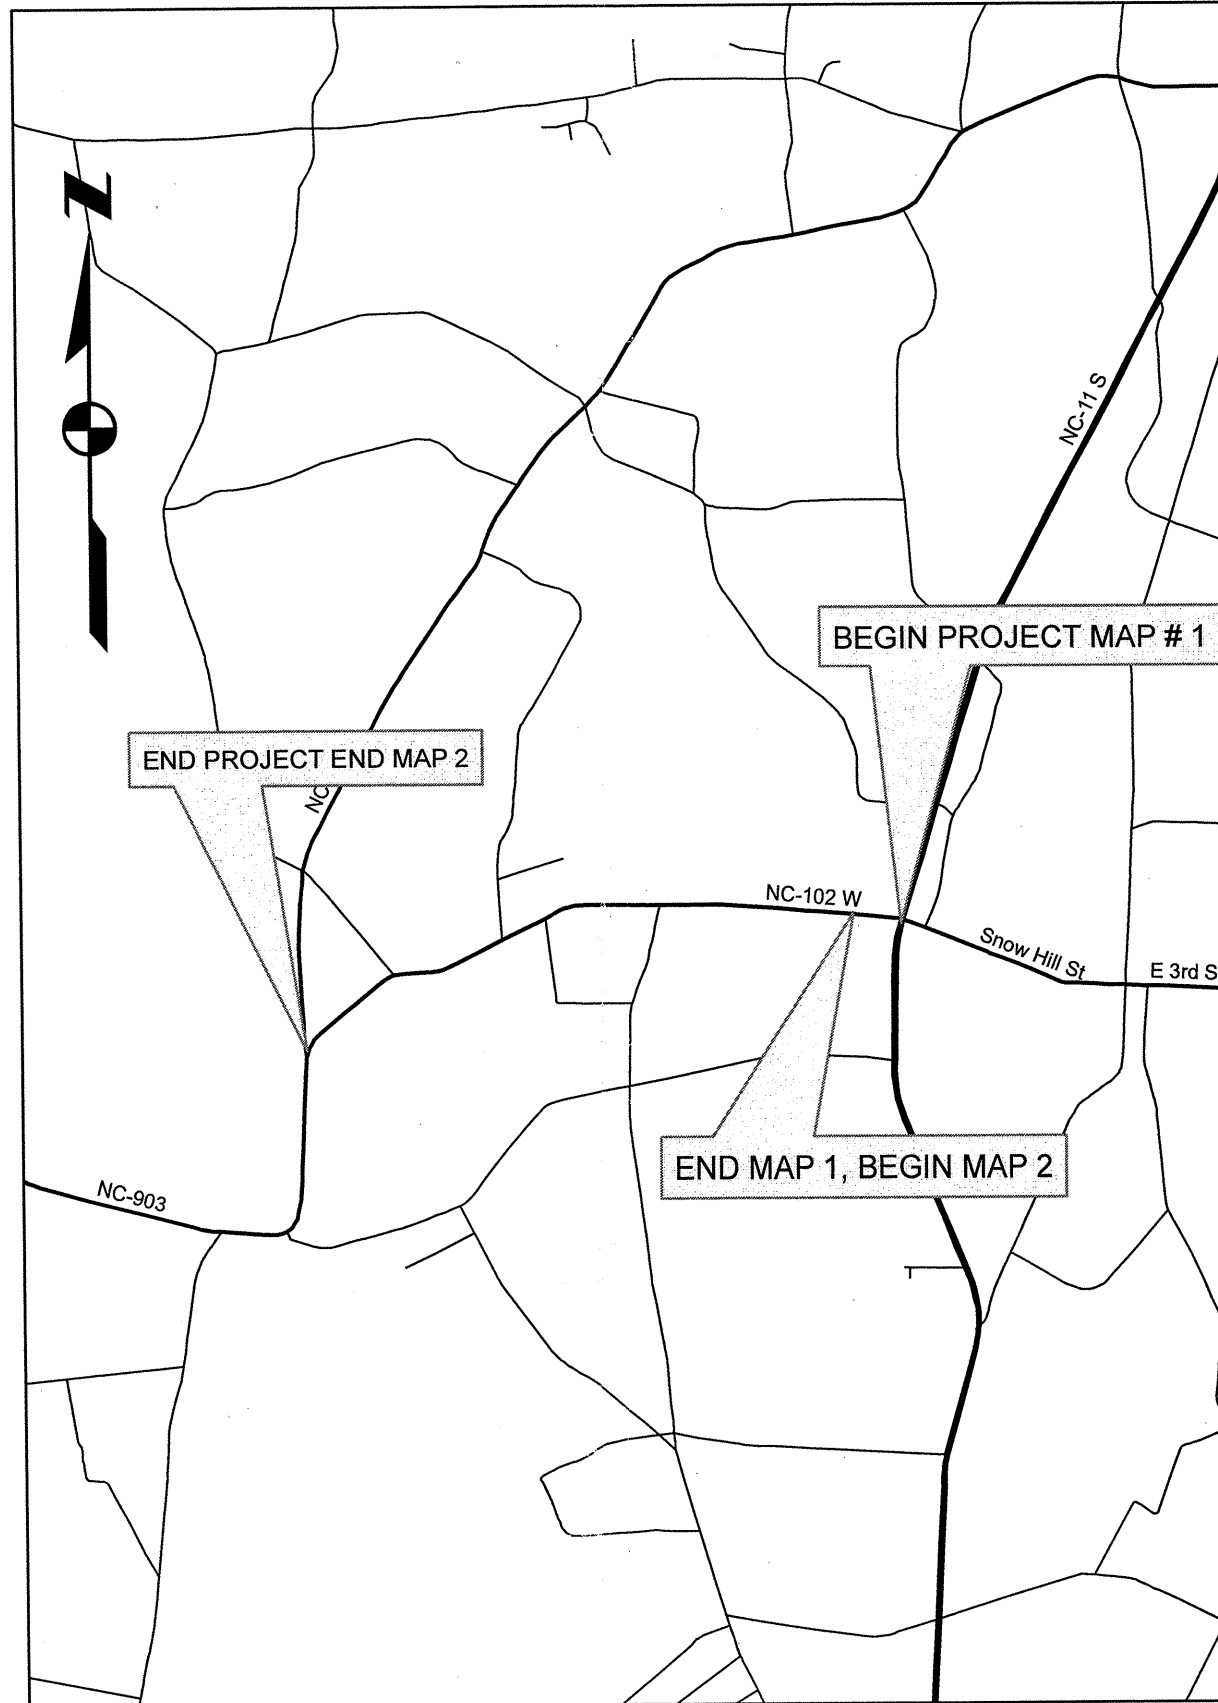 NC-11 S
BEGIN PROJECT MAP # 1
END PROJECT END MAP 2
NC
NC-102 W
Snow Hill St
E 3rd S
END MAP 1, BEGIN MAP 2
NC-903